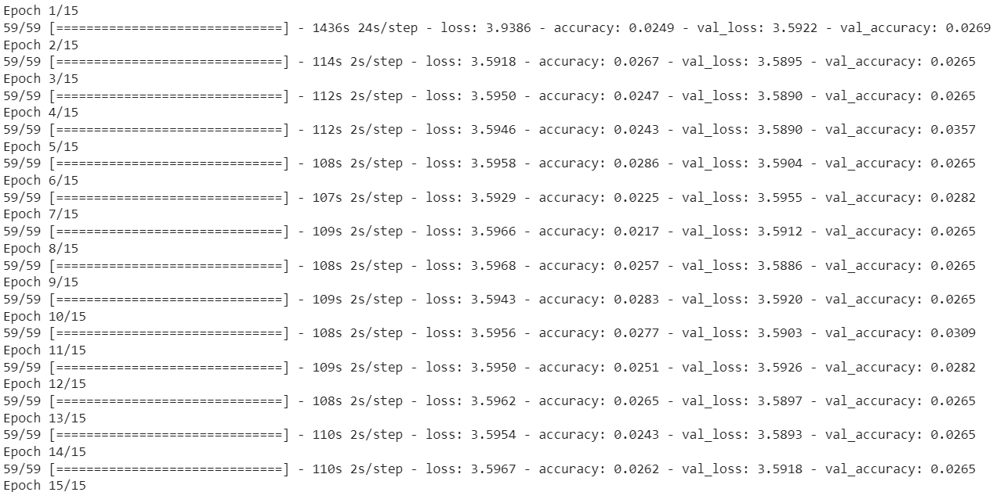 Epoch 1/15
59/59 [==============================] - 1436s 24s/step - loss: 3.9386 - accuracy: 0.0249 - val_loss: 3.5922 - val_accuracy: 0.0269
Epoch 2/15
59/59 [==============================] - 114s 2s/step - loss: 3.5918 - accuracy: 0.0267 - val_loss: 3.5895 - val_accuracy: 0.0265
Epoch 3/15
59/59 [==============================] - 112s 2s/step - loss: 3.5950 - accuracy: 0.0247 - val_loss: 3.5890 - val_accuracy: 0.0265
Epoch 4/15
59/59 [==============================] - 112s 2s/step - loss: 3.5946 - accuracy: 0.0243 - val_loss: 3.5890 - val_accuracy: 0.0357
Epoch 5/15
59/59 [==============================] - 108s 2s/step - loss: 3.5958 - accuracy: 0.0286 - val_loss: 3.5904 - val_accuracy: 0.0265
Epoch 6/15
59/59 [==============================] - 107s 2s/step - loss: 3.5929 - accuracy: 0.0225 - val_loss: 3.5955 - val_accuracy: 0.0282
Epoch 7/15
59/59 [==============================] - 109s 2s/step - loss: 3.5966 - accuracy: 0.0217 - val_loss: 3.5912 - val_accuracy: 0.0265
Epoch 8/15
59/59 [==============================] - 108s 2s/step - loss: 3.5968 - accuracy: 0.0257 - val_loss: 3.5886 - val_accuracy: 0.0265
Epoch 9/15
59/59 [==============================] - 109s 2s/step - loss: 3.5943 - accuracy: 0.0283 - val_loss: 3.5920 - val_accuracy: 0.0265
Epoch 10/15
59/59 [==============================] - 108s 2s/step - loss: 3.5956 - accuracy: 0.0277 - val_loss: 3.5903 - val_accuracy: 0.0309
Epoch 11/15
59/59 [==============================] - 109s 2s/step - loss: 3.5950 - accuracy: 0.0251 - val_loss: 3.5926 - val_accuracy: 0.0282
Epoch 12/15
59/59 [==============================] - 108s 2s/step - loss: 3.5962 - accuracy: 0.0265 - val_loss: 3.5897 - val_accuracy: 0.0265
Epoch 13/15
59/59 [==============================] - 110s 2s/step - loss: 3.5954 - accuracy: 0.0243 - val_loss: 3.5893 - val_accuracy: 0.0265
Epoch 14/15
59/59 [==============================] - 110s 2s/step - loss: 3.5967 - accuracy: 0.0262 - val_loss: 3.5918 - val_accuracy: 0.0265
Epoch 15/15